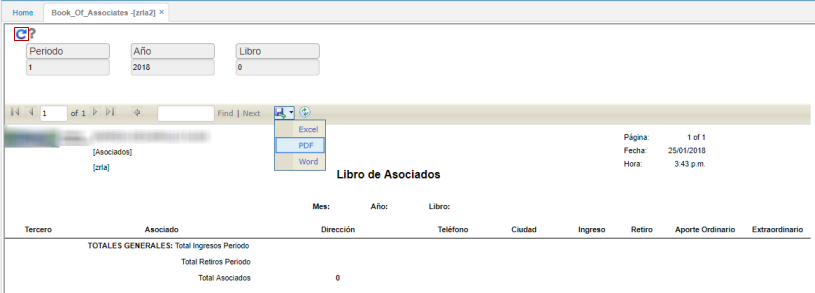 Home Book_Of_Associates -[zrla2] ×
?
Periodo Año Libro
1 2018 0
1 of 1 Find | Next
Excel
PDF
Word
Página: 1 of 1
[Asociados] Fecha: 25/01/2018
[zrla] Hora: 3:43 p.m.
Libro de Asociados
Mes: Año: Libro:
Tercero Asociado Dirección Teléfono Ciudad Ingreso Retiro Aporte Ordinario Extraordinario
TOTALES GENERALES: Total Ingresos Periodo
Total Retiros Periodo
Total Asociados 0